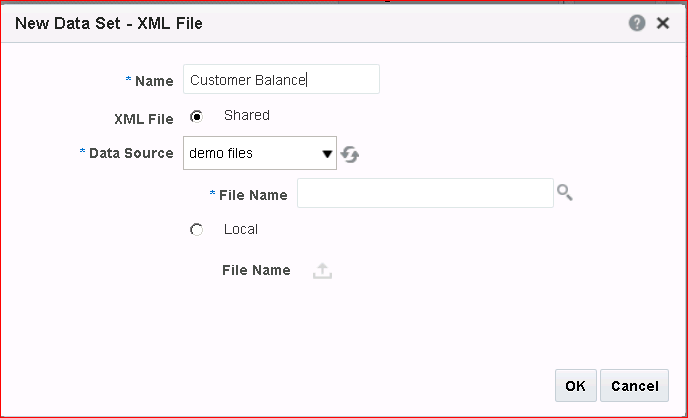 New Data Set - XML File
* Name Customer Balance
XML File Shared
* Data Source demo files
* File Name
Local
File Name
OK Cancel